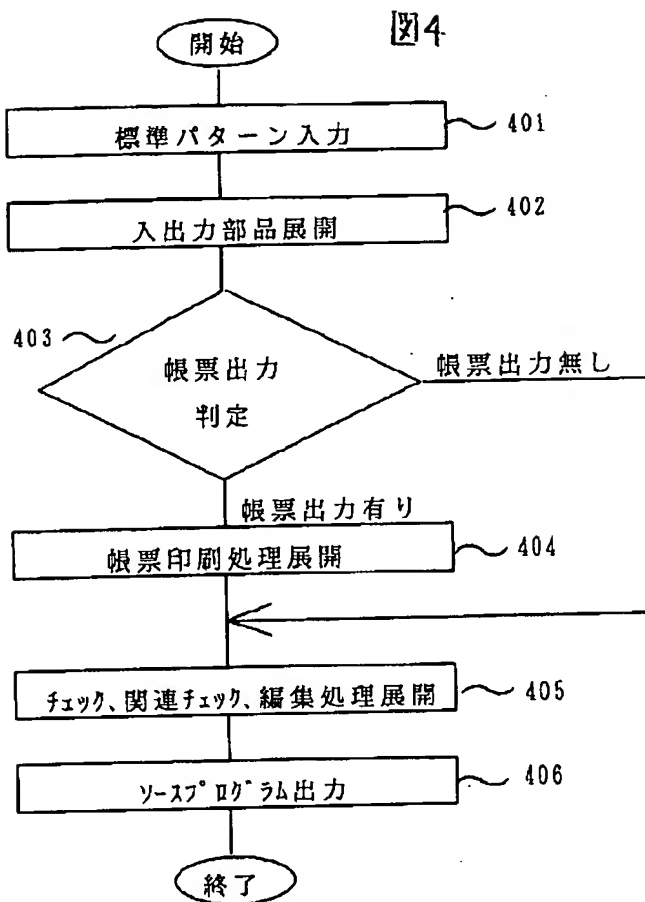 図4
開始
標準パターン入力
401
入出力部品展開
402
403
帳票出力
判定
帳票出力無し
帳票出力有り
帳票印刷処理展開
404
チェック、関連チェック、編集処理展開
405
ソースプログラム出力
406
終了